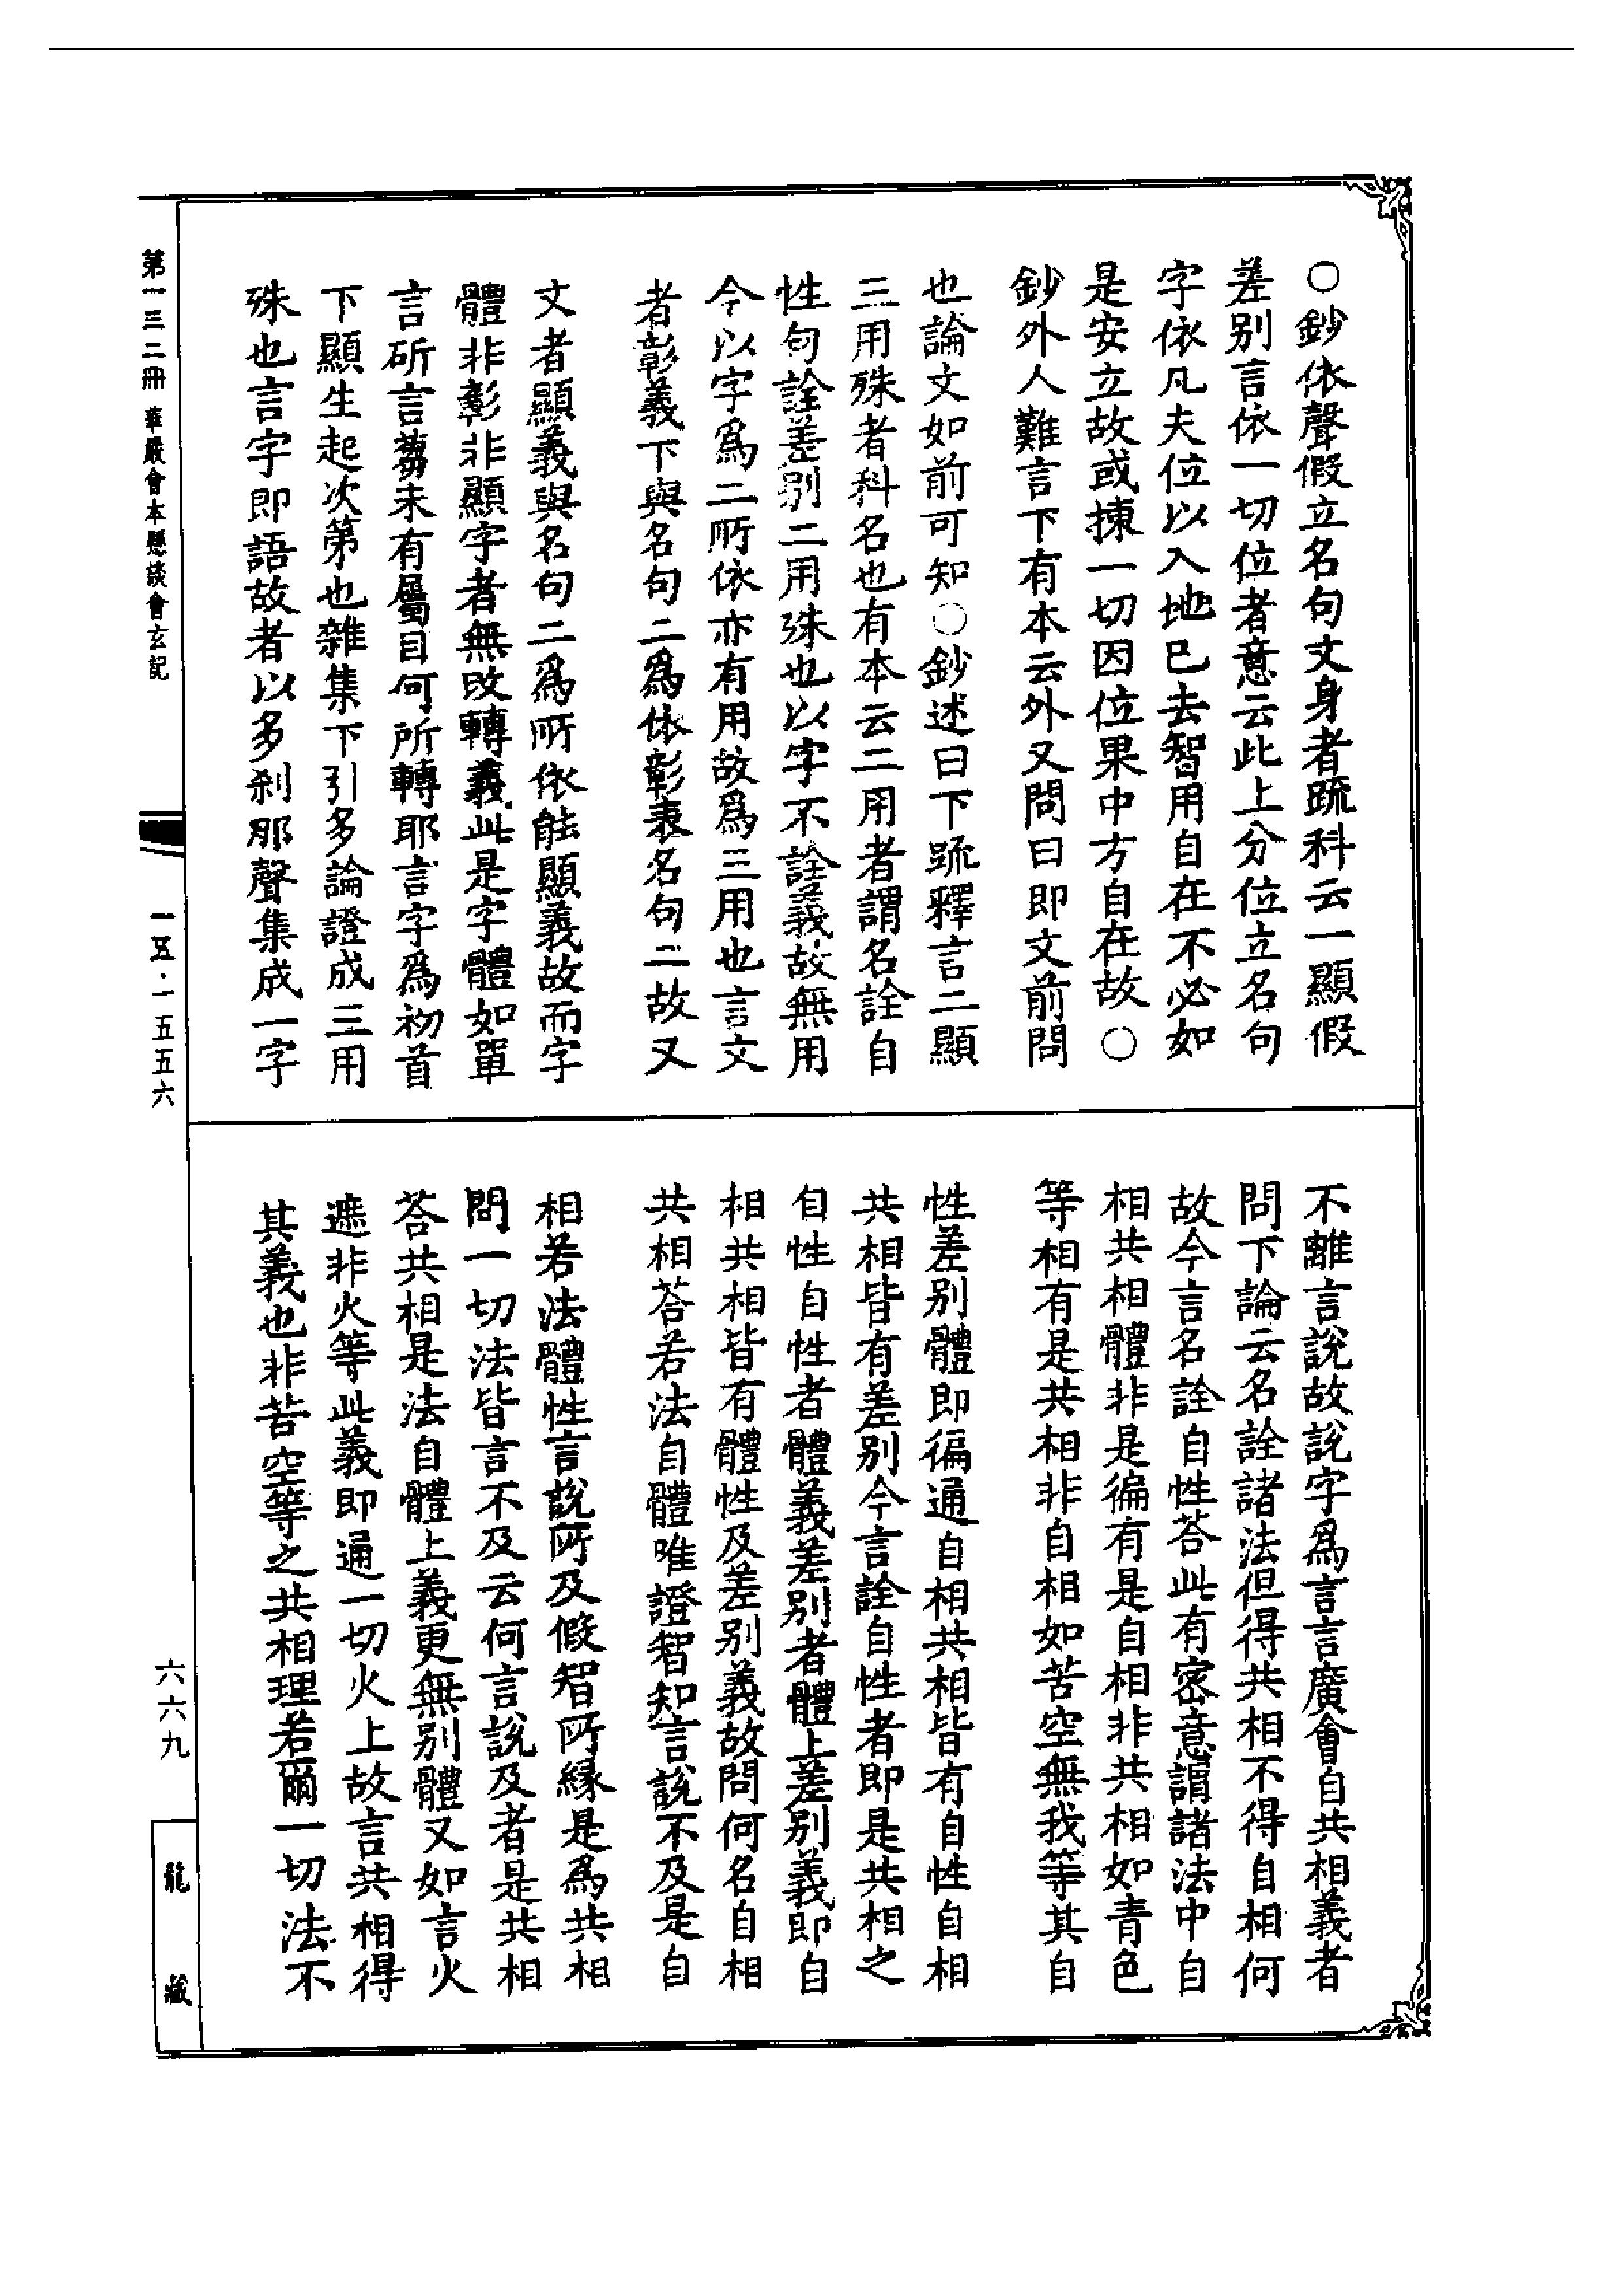 ○鈔依聲假立名句文身者䟽科云一顯假
差别言依一切位者意云此上分位立名句
字依凡夫位以入地巳去智用自在不必如
是安立故或揀一切因位果中方自在故○
鈔外人難言下有本云外又問曰即文前問
也論文如前可知○鈔述曰下䟽釋言二顯
三用殊者科名也有本云二用者謂名詮自
性句詮差别二用殊也以字不詮義故無用
今以字爲二所依亦有用故爲三用也言文
者彰義下與名句二爲依彰表名句二故又
文者顯義與名句二爲所依能顯義故而字
體非彰非顯字者無改轉義此是字體如單
言斫言蒭未有屬目何所轉耶言字爲初首
下顯生起次第也雜集下引多論證成三用
殊也言字即語故者以多刹那聲集成一字
不離言說故說字爲言言廣會自共相義者
問下論云名詮諸法但得共相不得自相何
故今言名詮自性荅此有密意謂諸法中自
相共相體非是徧有是自相非共相如青色
等相有是共相非自相如苦空無我等其自
性差别體即徧通自相共相皆有自性自相
共相皆有差别今言詮自性者即是共相之
自性自性者體義差别者體上差别義即自
相共相皆有體性及差别義故問何名自相
共相荅若法自體唯證智知言說不及是自
相若法體性言說所及假智所緣是爲共相
問一切法皆言不及云何言說及者是共相
荅共相是法自體上義更無别體又如言火
遮非火等此義即通一切火上故言共相得
其義也非苦空等之共相理若爾一切法不
第一三二冊 華嚴會本懸談會玄記
一五·一五五六
六六九
龍藏